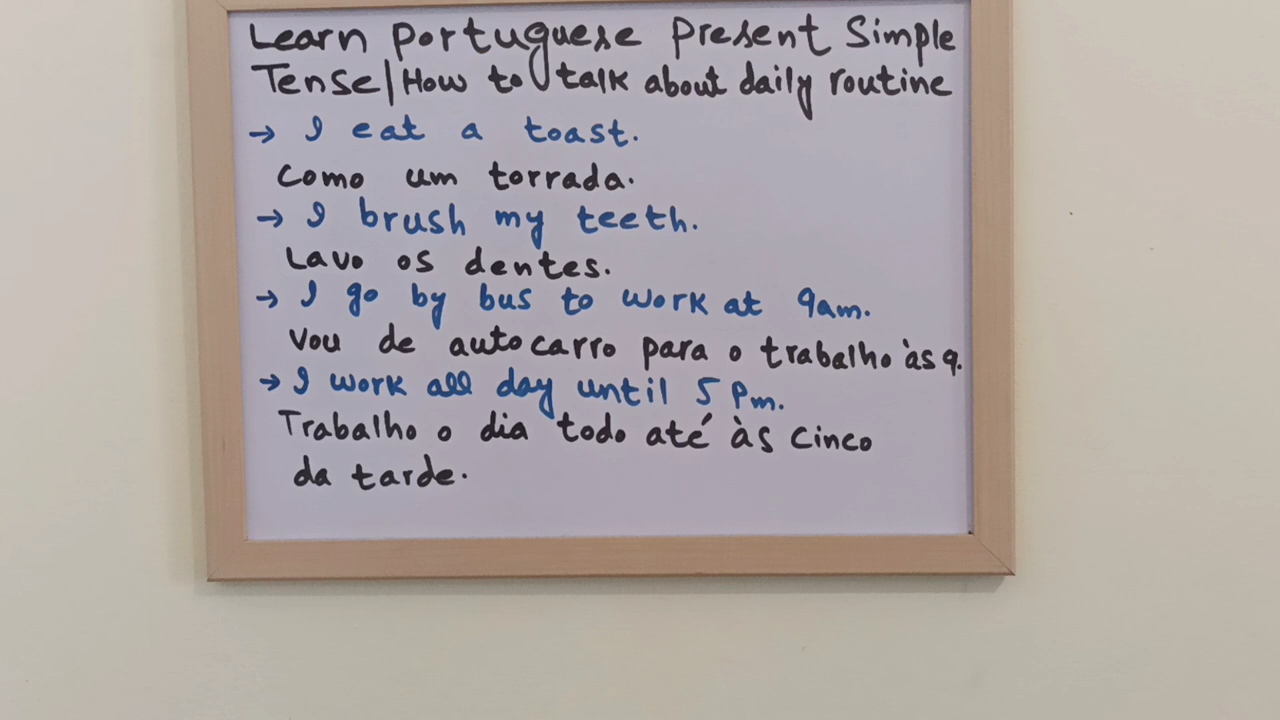 Learn Portuguese Present Simple
Tense|How to talk about daily routine
→ I eat a toast.
Como um torrada.
→ I brush my teeth.
Lavo os dentes.
→ I go by bus to work at 9am.
Vou de autocarro para o trabalho às 9.
→ I work all day until 5 Pm.
Trabalho o dia todo até às cinco
da tarde.